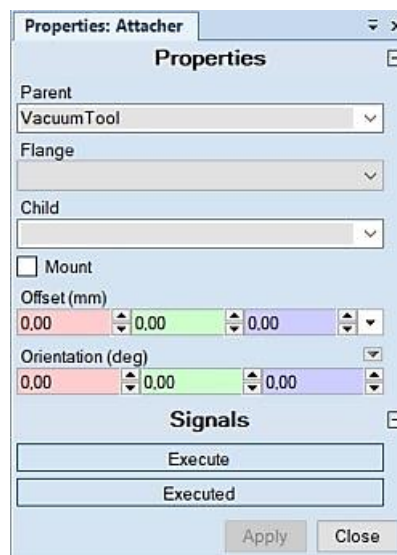 Properties: Attacher
Properties
Parent
VacuumTool
Flange
Child
Mount
Offset (mm)
0,00 0,00 0,00
Orientation (deg)
0,00 0,00 0,00
Signals
Execute
Executed
Apply Close